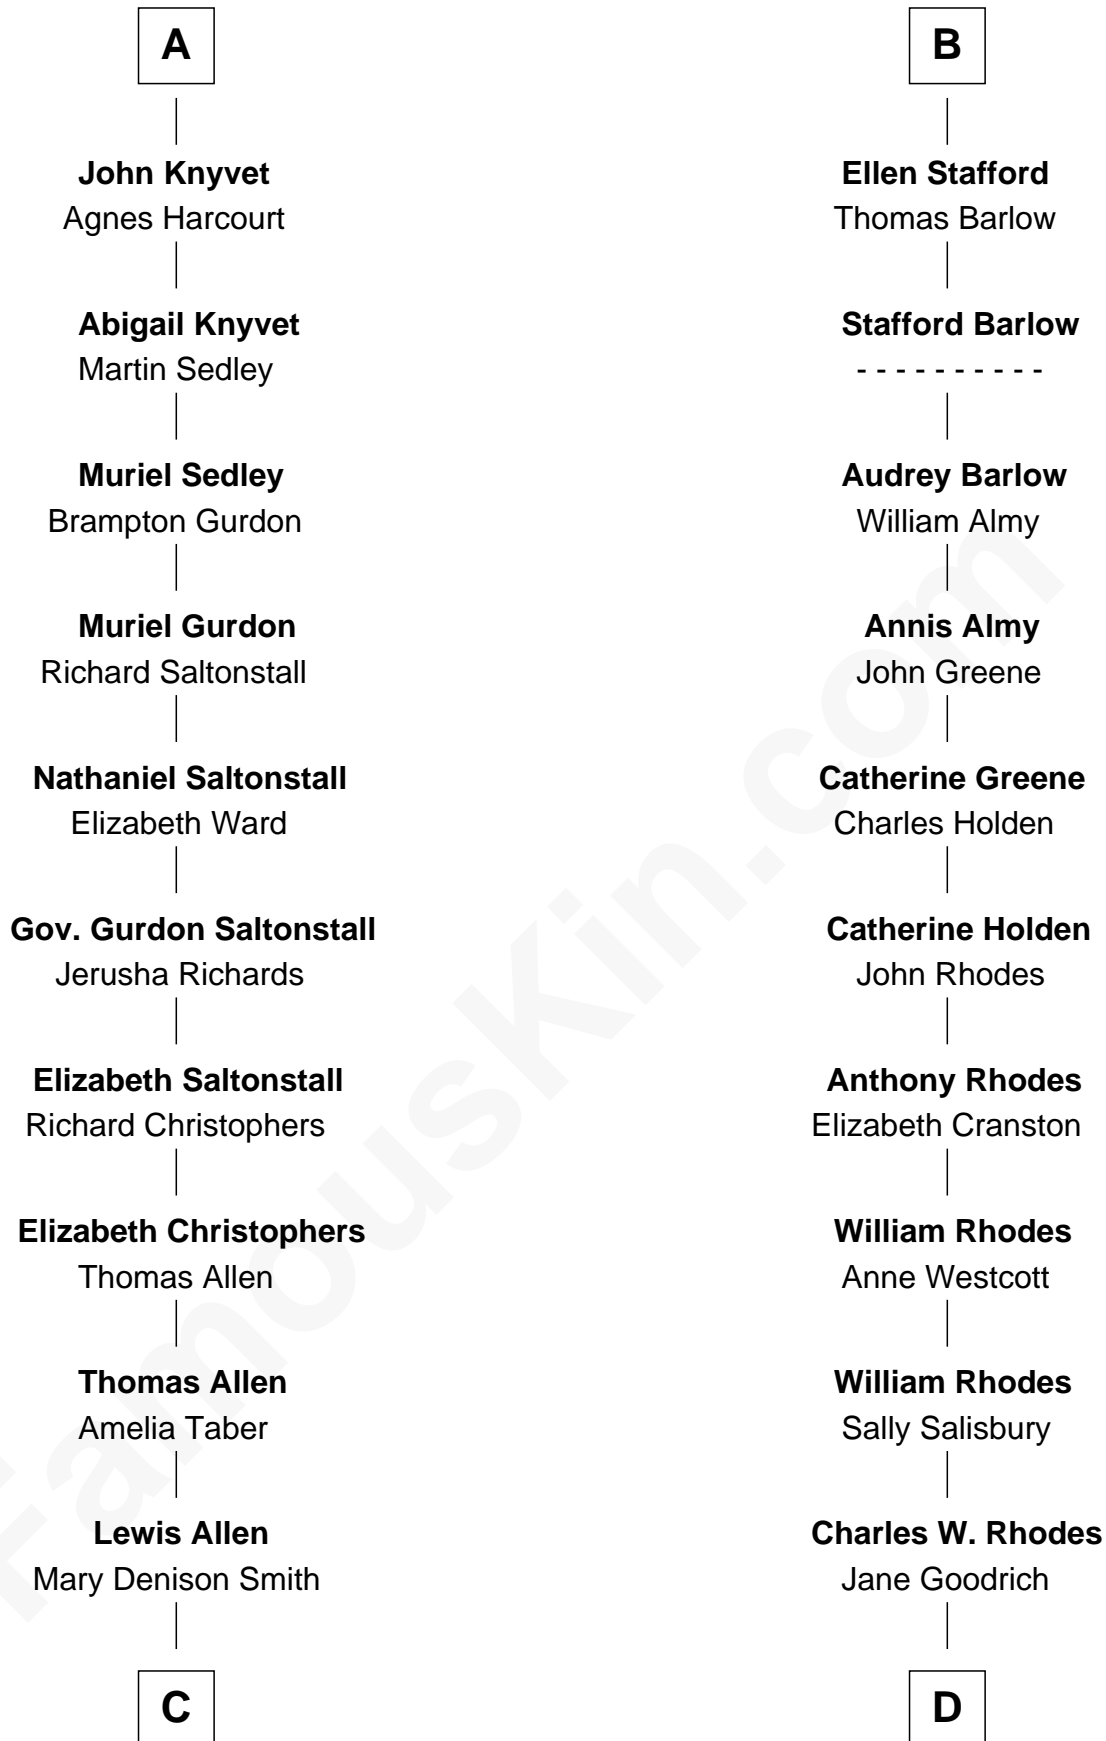 A
John Knyvet
Agnes Harcourt
Abigail Knyvet
Martin Sedley
Muriel Sedley
Brampton Gurdon
Muriel Gurdon
Richard Saltonstall
Nathaniel Saltonstall
Elizabeth Ward
Gov. Gurdon Saltonstall
Jerusha Richards
Elizabeth Saltonstall
Richard Christophers
Elizabeth Christophers
Thomas Allen
Thomas Allen
Amelia Taber
Lewis Allen
Mary Denison Smith
C
B
Ellen Stafford
Thomas Barlow
Stafford Barlow
- - - - - - - - - -
Audrey Barlow
William Almy
Annis Almy
John Greene
Catherine Greene
Charles Holden
Catherine Holden
John Rhodes
Anthony Rhodes
Elizabeth Cranston
William Rhodes
Anne Westcott
William Rhodes
Sally Salisbury
Charles W. Rhodes
Jane Goodrich
D
FamousKin.com